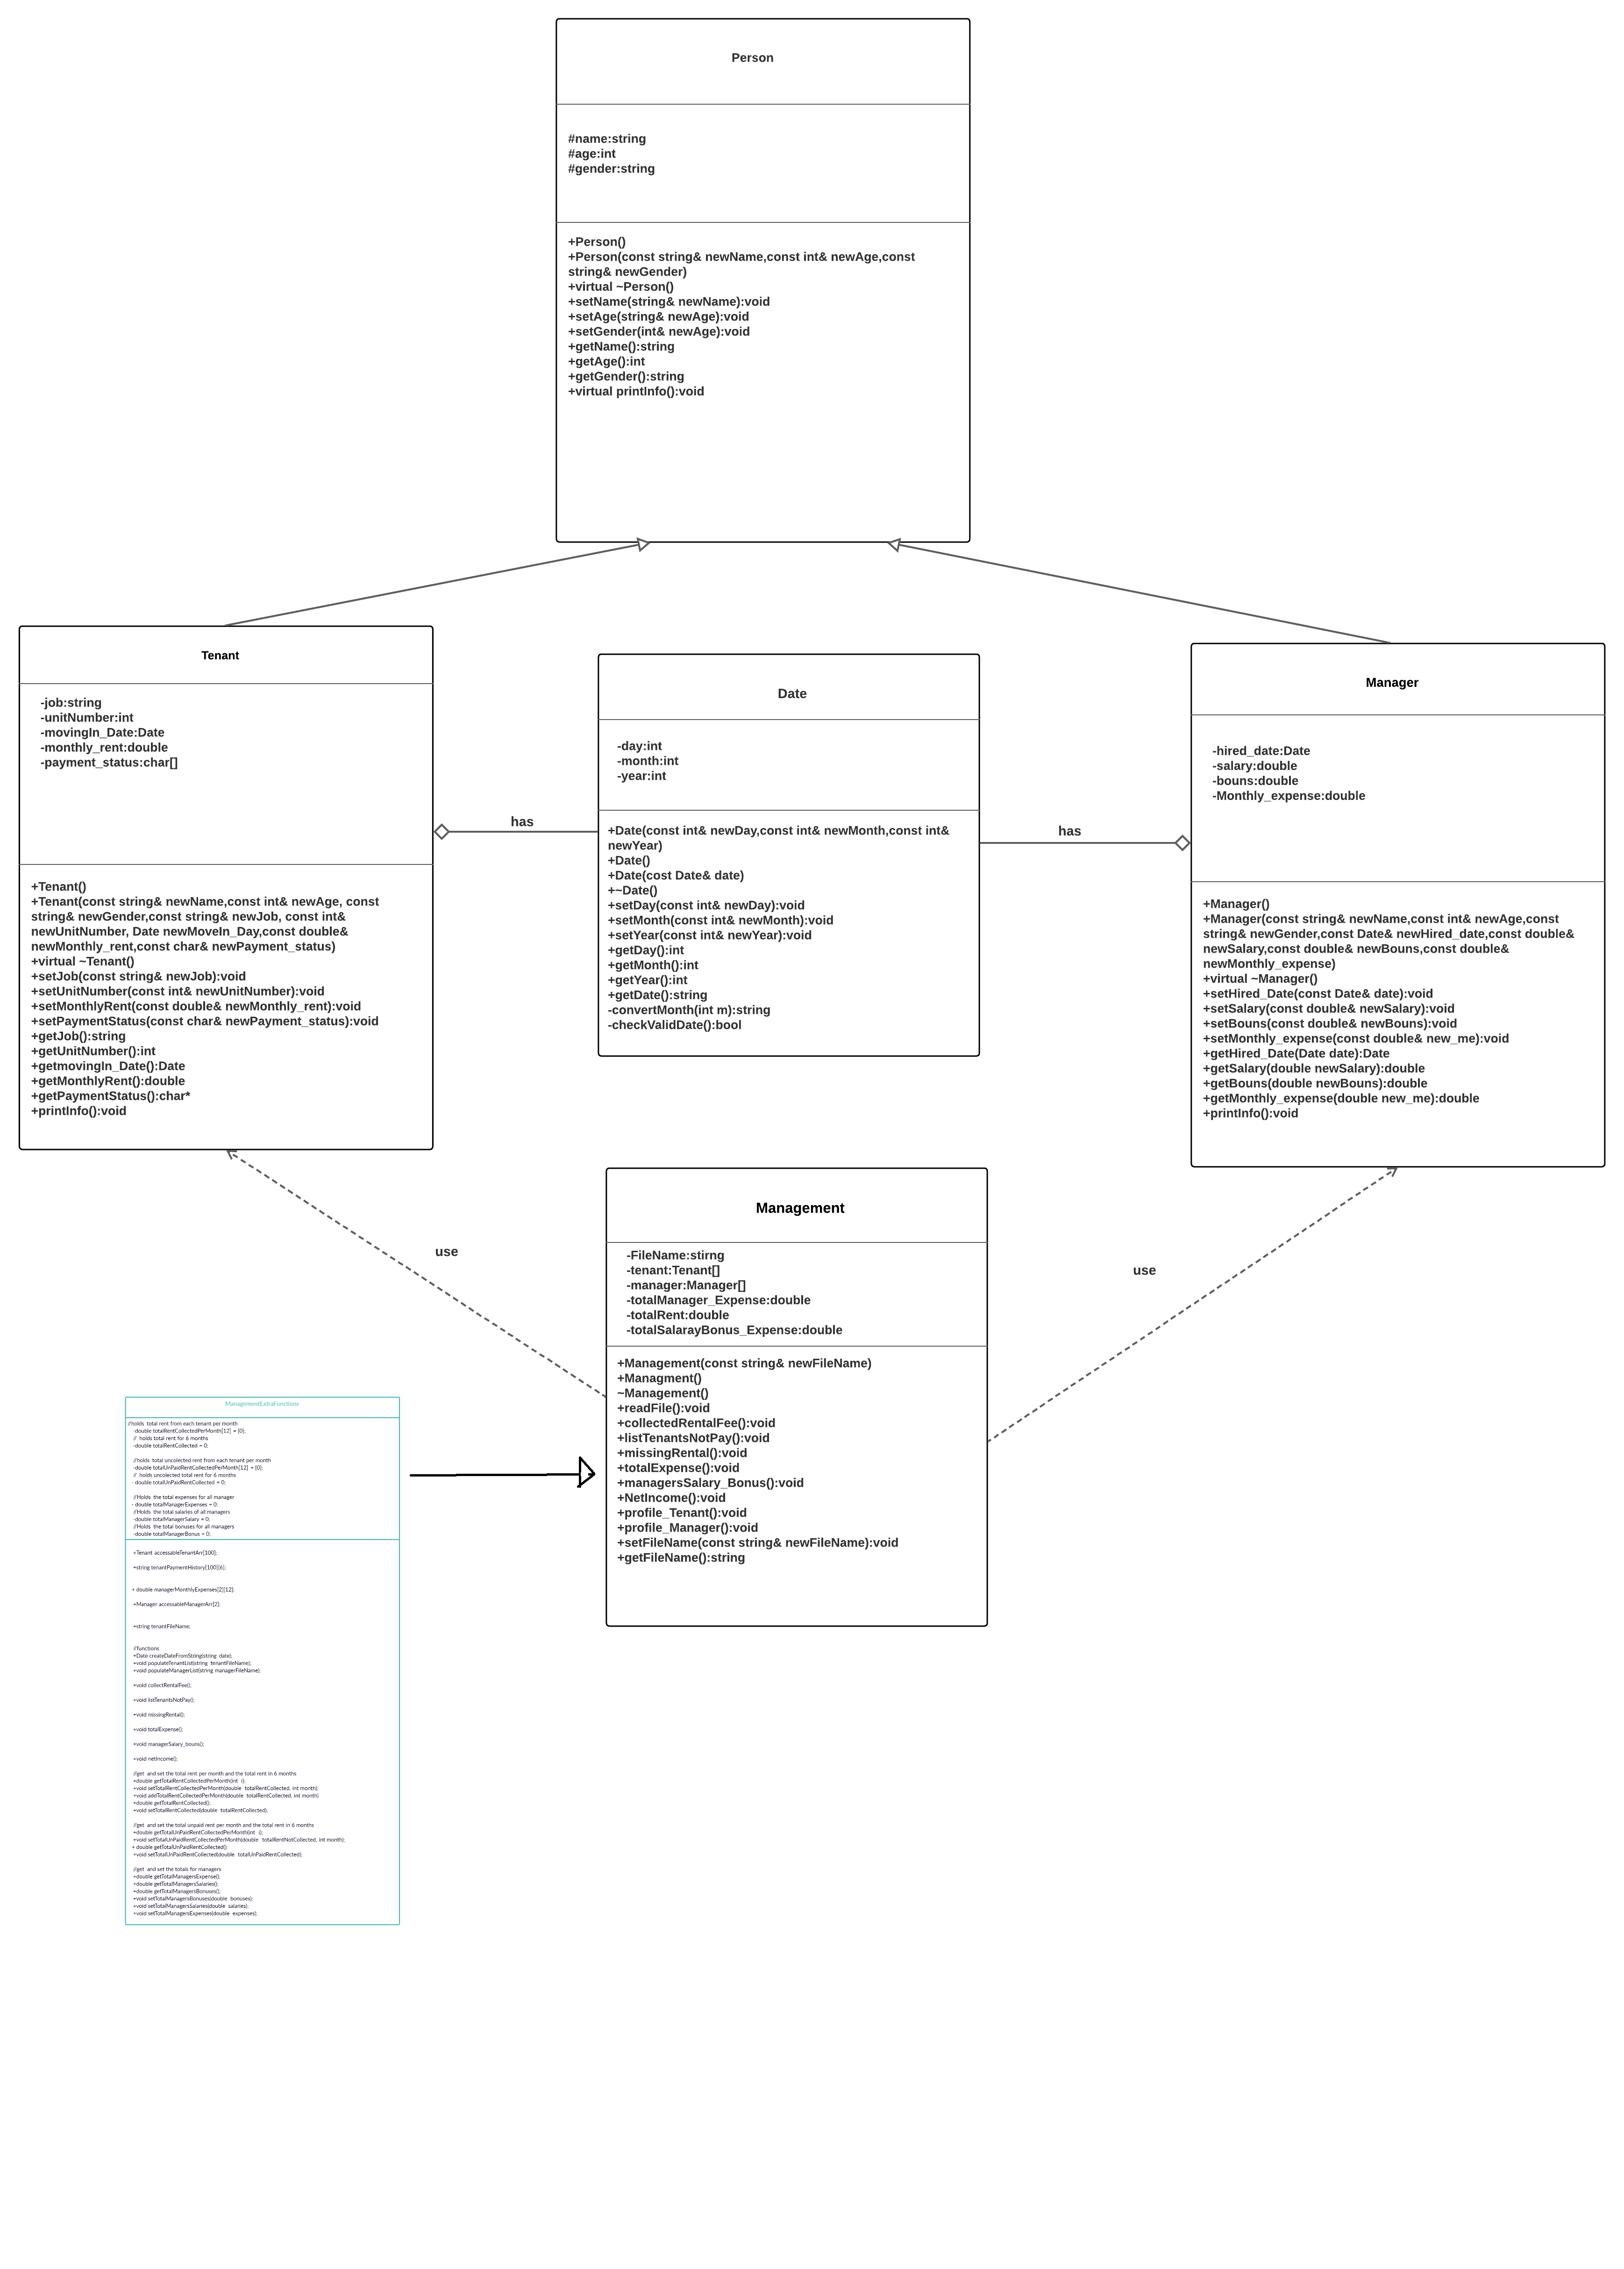 Person
#name:string
#age:int
#gender:string
+Person()
+Person(const string& newName,const int& newAge,const
string& newGender)
+virtual ~Person()
+setName(string& newName):void
+setAge(string& newAge):void
+setGender(int& newAge):void
+getName():string
+getAge():int
+getGender():string
+virtual printInfo():void
Tenant
-job:string
-unitNumber:int
-movingIn_Date:Date
-monthly_rent:double
-payment_status:char[]
+Tenant()
+Tenant(const string& newName,const int& newAge, const
string& newGender,const string& newJob, const int&
newUnitNumber, Date newMoveIn_Day,const double&
newMonthly_rent,const char& newPayment_status)
+virtual ~Tenant()
+setJob(const string& newJob):void
+setUnitNumber(const int& newUnitNumber):void
+setMonthlyRent(const double& newMonthly_rent):void
+setPaymentStatus(const char& newPayment_status):void
+getJob():string
+getUnitNumber():int
+getmovingIn_Date():Date
+getMonthlyRent():double
+getPaymentStatus():char*
+printInfo():void
has
Date
-day:int
-month:int
-year:int
+Date(const int& newDay,const int& newMonth,const int&
newYear)
+Date()
+Date(cost Date& date)
+~Date()
+setDay(const int& newDay):void
+setMonth(const int& newMonth):void
+setYear(const int& newYear):void
+getDay():int
+getMonth():int
+getYear():int
+getDate():string
-convertMonth(int m):string
-checkValidDate():bool
has
Manager
-hired_date:Date
-salary:double
-bouns:double
-Monthly_expense:double
+Manager()
+Manager(const string& newName,const int& newAge,const
string& newGender,const Date& newHired_date,const double&
newSalary,const double& newBouns,const double&
newMonthly_expense)
+virtual ~Manager()
+setHired_Date(const Date& date):void
+setSalary(const double& newSalary):void
+setBouns(const double& newBouns):void
+setMonthly_expense(const double& new_me):void
+getHired_Date(Date date):Date
+getSalary(double newSalary):double
+getBouns(double newBouns):double
+getMonthly_expense(double new_me):double
+printInfo():void
use
use
Management
-FileName:stirng
-tenant:Tenant[]
-manager:Manager[]
-totalManager_Expense:double
-totalRent:double
-totalSalarayBonus_Expense:double
+Management(const string& newFileName)
+Managment()
~Management()
+readFile():void
+collectedRentalFee():void
+listTenantsNotPay():void
+missingRental():void
+totalExpense():void
+managersSalary_Bonus():void
+NetIncome():void
+profile_Tenant():void
+profile_Manager():void
+setFileName(const string& newFileName):void
+getFileName():string
ManagementExtraFunctions
//holds total rent from each tenant per month
-double totalRentCollectedPerMonth[12] = {0};
// holds total rent for 6 months
-double totalRentCollected = 0;
//holds total uncolected rent from each tenant per month
-double totalUnPaidRentCollectedPerMonth[12] = {0};
// holds uncolected total rent for 6 months
- double totalUnPaidRentCollected = 0;
//Holds the total expenses for all manager
- double totalManagerExpenses = 0;
//Holds the total salaries of all managers
-double totalManagerSalary = 0;
//Holds the total bonuses for all managers
-double totalManagerBonus = 0;
+Tenant accessableTenantArr[100];
+string tenantPaymentHistory[100][6];
+ double managerMonthlyExpenses[2][12];
+Manager accessableManagerArr[2];
+string tenantFileName;
//functions
+Date createDateFromString(string date);
+void populateTenantList(string tenantFileName);
+void populateManagerList(string managerFileName);
+void collectRentalFee();
+void listTenantsNotPay();
+void missingRental();
+void totalExpense();
+void managerSalary_bouns();
+void netIncome();
//get and set the total rent per month and the total rent in 6 months
+double getTotalRentCollectedPerMonth(int i);
+void setTotalRentCollectedPerMonth(double totalRentCollected, int month);
+void addTotalRentCollectedPerMonth(double totalRentCollected, int month)
+double getTotalRentCollected();
+void setTotalRentCollected(double totalRentCollected);
//get and set the total unpaid rent per month and the total rent in 6 months
+double getTotalUnPaidRentCollectedPerMonth(int i);
+void setTotalUnPaidRentCollectedPerMonth(double totalRentNotCollected, int month);
+ double getTotalUnPaidRentCollected();
+void setTotalUnPaidRentCollected(double totalUnPaidRentCollected);
//get and set the totals for managers
+double getTotalManagersExpense();
+double getTotalManagersSalaries();
+double getTotalManagersBonuses();
+void setTotalManagersBonuses(double bonuses);
+void setTotalManagersSalaries(double salaries);
+void setTotalManagersExpenses(double expenses);